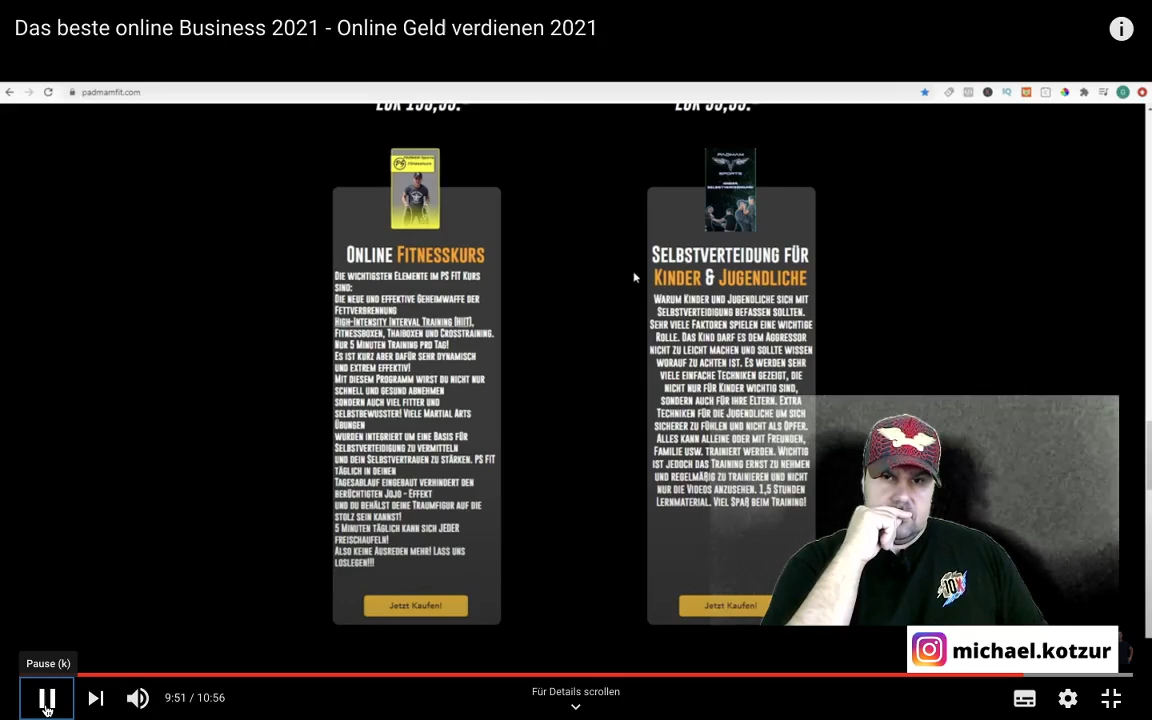 Das beste online Business 2021 - Online Geld verdienen 2021
padmamfit.com
Online Fitnesskurs
Die wichtigsten Elemente im PS FIT Kurs
sind:
Die neue und effektive Geheimwaffe der
Fettverbrennung
High-Intensity Interval Training (HIIT),
Fitnessboxen, Thaiboxen und Crosstraining.
Nur 5 Minuten Training pro Tag!
Es ist kurz aber dafür sehr dynamisch
und extrem effektiv!
Mit diesem Programm wirst du nicht nur
schnell und gesund abnehmen
sondern auch viel fitter und
selbstbewusster! Viele Martial Arts
Übungen
wurden integriert um eine Basis für
Selbstverteidigung zu vermitteln
und dein Selbstvertrauen zu stärken. PS FIT
täglich in deinen
Tagesablauf eingebaut verhindert den
berüchtigten Jojo - Effekt
und du behälst deine Traumfigur auf die
stolz sein kannst!
5 Minuten täglich kann sich jeder
freischaufeln!
Also keine Ausreden mehr! Lass uns
loslegen!!!
Jetzt Kaufen!
Selbstverteidung für
Kinder & Jugendliche
Warum Kinder und Jugendliche sich mit
Selbstverteidigung befassen sollten.
Sehr viele Faktoren spielen eine wichtige
Rolle. Das Kind darf es dem Aggressor
nicht zu leicht machen und sollte wissen
worauf zu achten ist. Es werden sehr
viele einfache Techniken gezeigt, die
nicht nur für Kinder wichtig sind,
sondern auch für ihre Eltern. Extra
Techniken für die Jugendliche um sich
sicherer zu fühlen und nicht als Opfer.
Alles kann alleine oder mit Freunden,
Familie usw. trainiert werden. Wichtig
ist jedoch das Training ernst zu nehmen
und regelmäßig zu trainieren und nicht
nur die Videos anzusehen. 1,5 Stunden
Lernmaterial. Viel Spaß beim Training!
Jetzt Kaufen!
10X
michael.kotzur
Pause (k)
9:51 / 10:56
Für Details scrollen